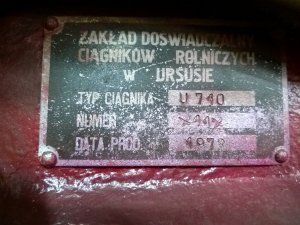 ZAKŁAD DOŚWIADCZALNY
CIĄGNIKÓW ROLNICZYCH
W URSUSIE
TYP CIĄGNIKA U 740
NUMER
DATA PROD.